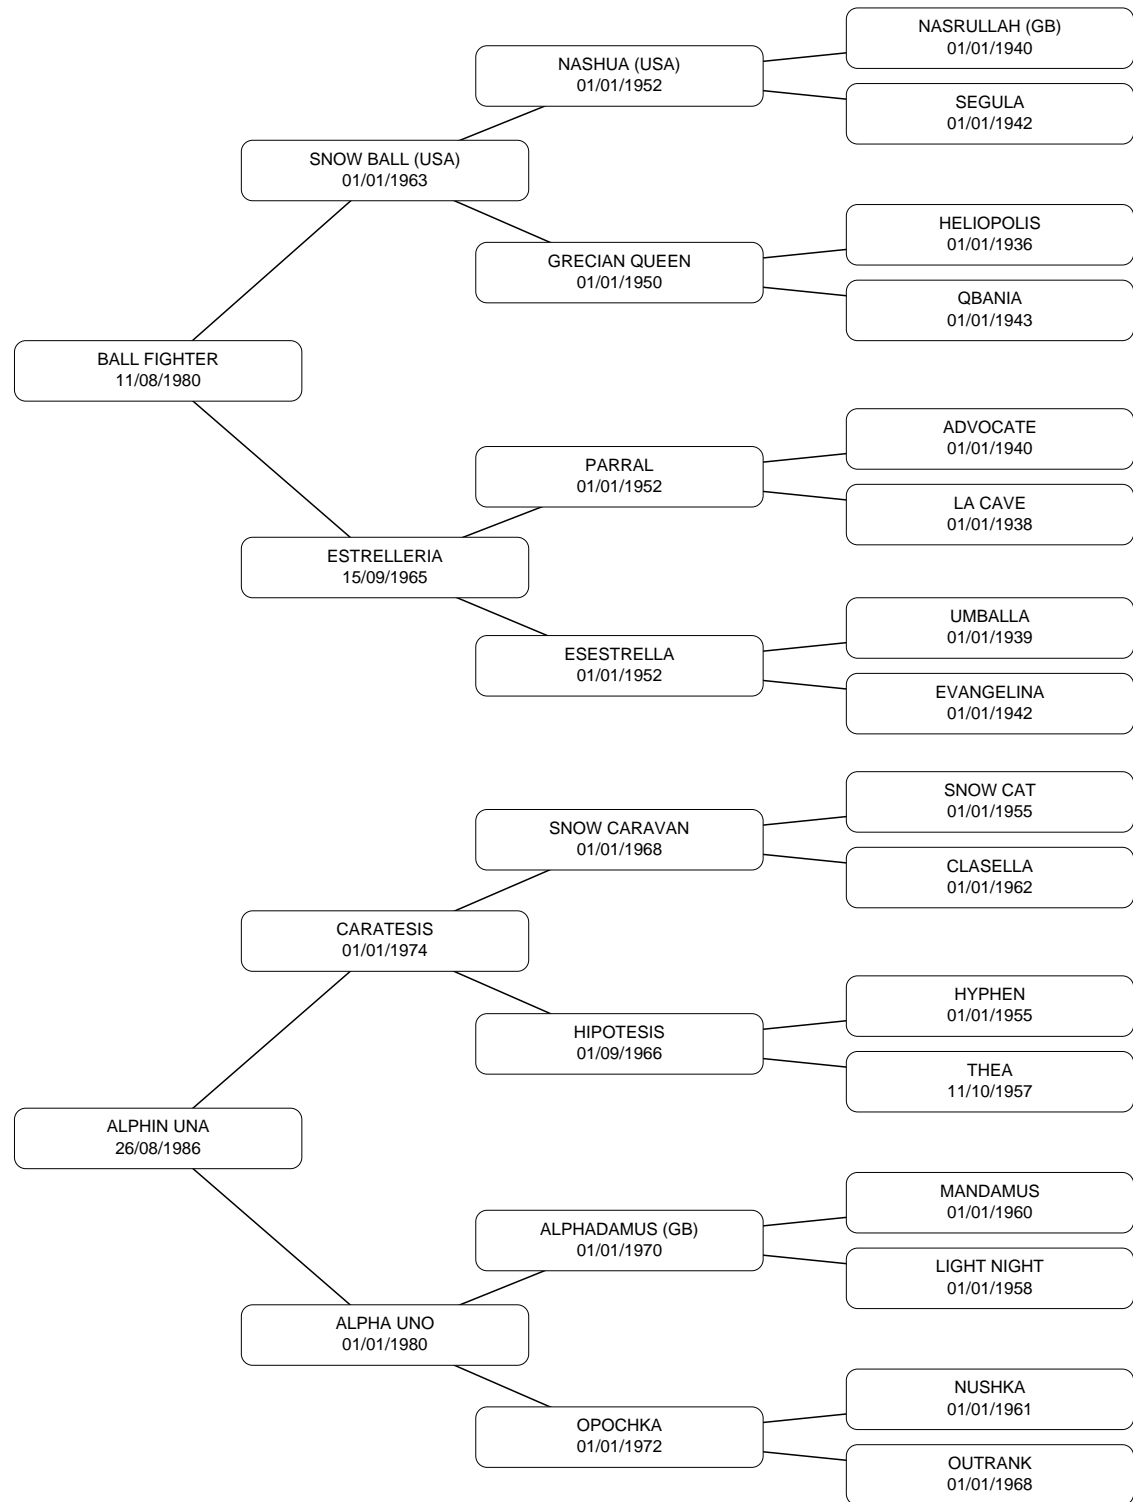 NASRULLAH (GB)
01/01/1940
NASHUA (USA)
01/01/1952
SEGULA
01/01/1942
SNOW BALL (USA)
01/01/1963
HELIOPOLIS
01/01/1936
GRECIAN QUEEN
01/01/1950
QBANIA
01/01/1943
BALL FIGHTER
11/08/1980
ADVOCATE
01/01/1940
PARRAL
01/01/1952
LA CAVE
01/01/1938
ESTRELLERIA
15/09/1965
UMBALLA
01/01/1939
ESESTRELLA
01/01/1952
EVANGELINA
01/01/1942
SNOW CAT
01/01/1955
SNOW CARAVAN
01/01/1968
CLASELLA
01/01/1962
CARATESIS
01/01/1974
HYPHEN
01/01/1955
HIPOTESIS
01/09/1966
THEA
11/10/1957
ALPHIN UNA
26/08/1986
MANDAMUS
01/01/1960
ALPHADAMUS (GB)
01/01/1970
LIGHT NIGHT
01/01/1958
ALPHA UNO
01/01/1980
NUSHKA
01/01/1961
OPOCHKA
01/01/1972
OUTRANK
01/01/1968